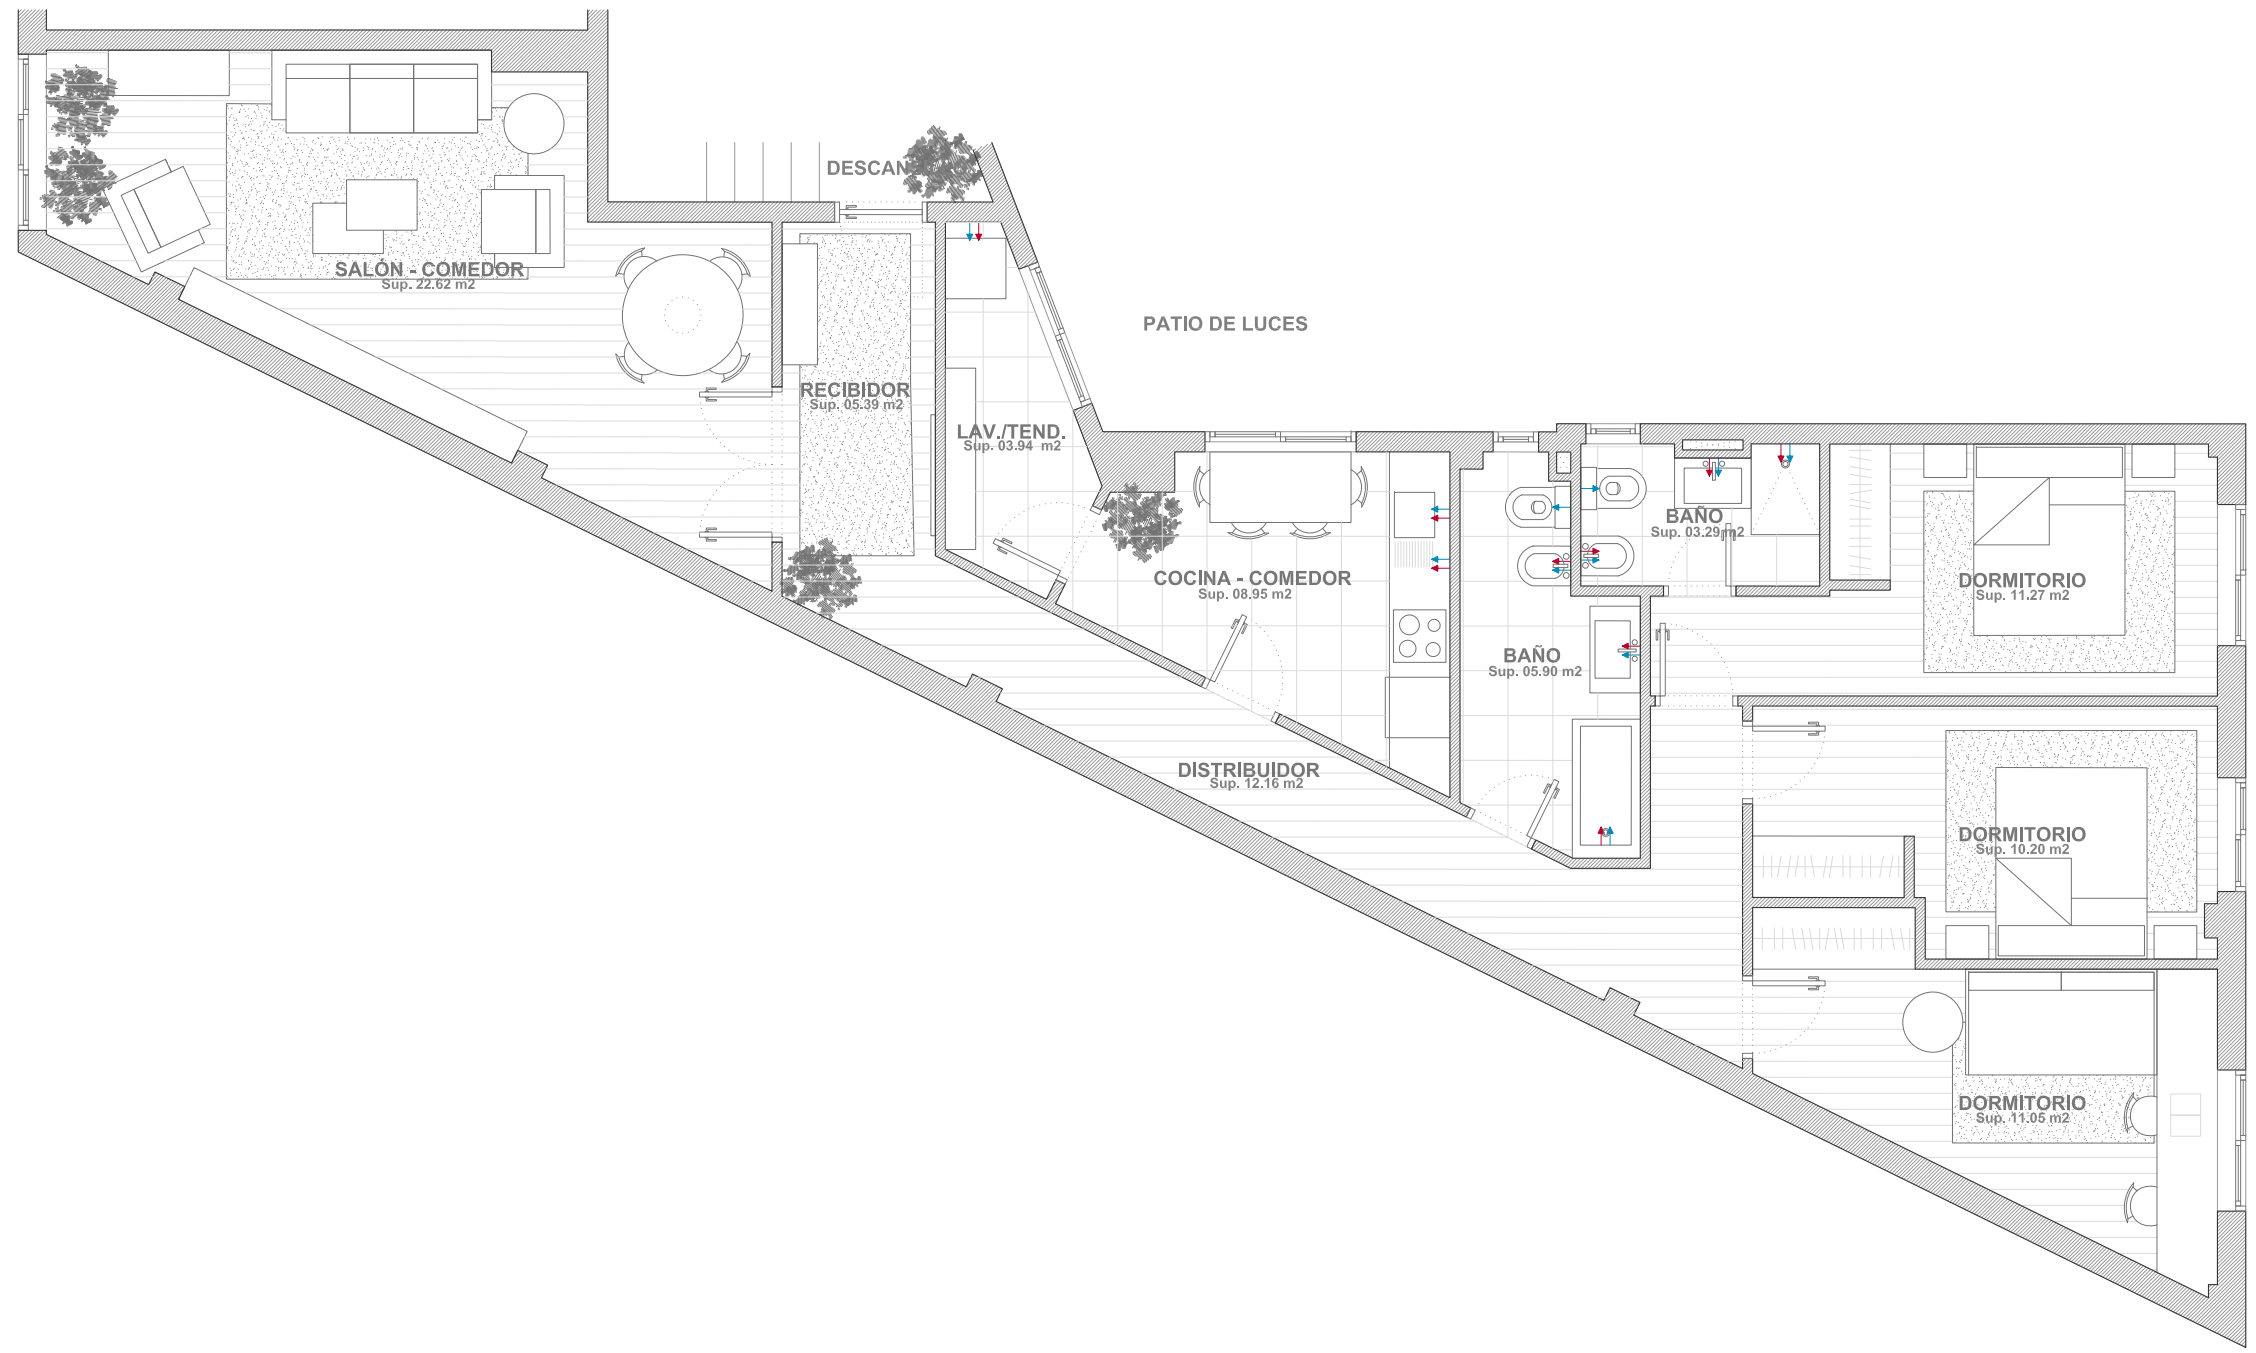 DESCAN
SALÓN - COMEDOR
Sup. 22.62 m2
PATIO DE LUCES
RECIBIDOR
Sup. 05.39 m2
LAV./TEND.
Sup. 03.94 m2
BAÑO
Sup. 03.29 m2
COCINA - COMEDOR
Sup. 08.95 m2
DORMITORIO
Sup. 11.27 m2
BAÑO
Sup. 05.90 m2
DISTRIBUIDOR
Sup. 12.16 m2
DORMITORIO
Sup. 10.20 m2
DORMITORIO
Sup. 11.05 m2